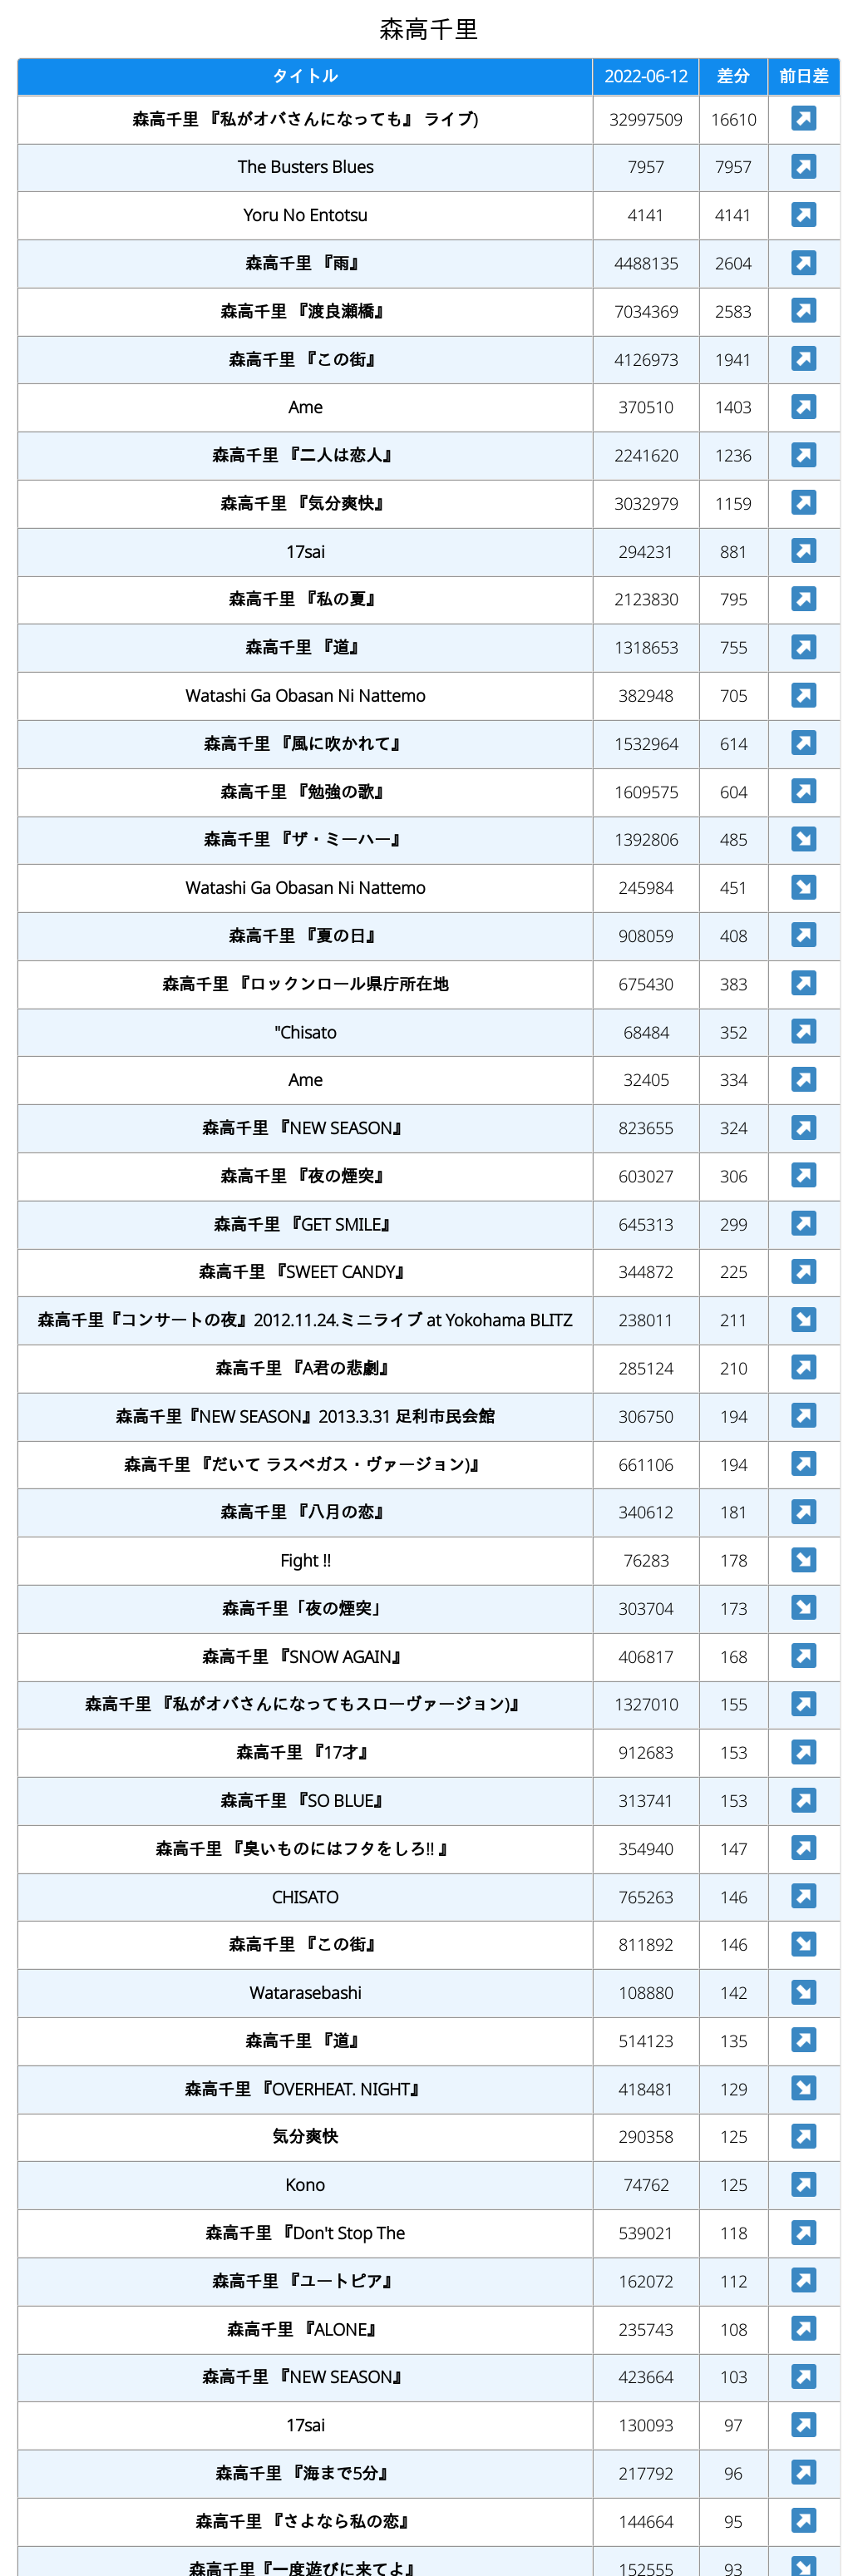 森高千里
タイトル 2022-06-12 差分 前日差
森高千里 『私がオバさんになっても』 ライブ) 32997509 16610
The Busters Blues 7957 7957
Yoru No Entotsu 4141 4141
森高千里 『雨』 4488135 2604
森高千里 『渡良瀬橋』 7034369 2583
森高千里 『この街』 4126973 1941
Ame 370510 1403
森高千里 『二人は恋人』 2241620 1236
森高千里 『気分爽快』 3032979 1159
17sai 294231 881
森高千里 『私の夏』 2123830 795
森高千里 『道』 1318653 755
Watashi Ga Obasan Ni Nattemo 382948 705
森高千里 『風に吹かれて』 1532964 614
森高千里 『勉強の歌』 1609575 604
森高千里 『ザ・ミーハー』 1392806 485
Watashi Ga Obasan Ni Nattemo 245984 451
森高千里 『夏の日』 908059 408
森高千里 『ロックンロール県庁所在地 675430 383
"Chisato 68484 352
Ame 32405 334
森高千里 『NEW SEASON』 823655 324
森高千里 『夜の煙突』 603027 306
森高千里 『GET SMILE』 645313 299
森高千里 『SWEET CANDY』 344872 225
森高千里『コンサートの夜』2012.11.24.ミニライブ at Yokohama BLITZ 238011 211
森高千里 『A君の悲劇』 285124 210
森高千里『NEW SEASON』2013.3.31 足利市民会館 306750 194
森高千里 『だいて ラスベガス・ヴァージョン)』 661106 194
森高千里 『八月の恋』 340612 181
Fight !! 76283 178
森高千里「夜の煙突」 303704 173
森高千里 『SNOW AGAIN』 406817 168
森高千里 『私がオバさんになってもスローヴァージョン)』 1327010 155
森高千里 『17才』 912683 153
森高千里 『SO BLUE』 313741 153
森高千里 『臭いものにはフタをしろ!! 』 354940 147
CHISATO 765263 146
森高千里 『この街』 811892 146
Watarasebashi 108880 142
森高千里 『道』 514123 135
森高千里 『OVERHEAT. NIGHT』 418481 129
気分爽快 290358 125
Kono 74762 125
森高千里 『Don't Stop The 539021 118
森高千里 『ユートピア』 162072 112
森高千里 『ALONE』 235743 108
森高千里 『NEW SEASON』 423664 103
17sai 130093 97
森高千里 『海まで5分』 217792 96
森高千里 『さよなら私の恋』 144664 95
森高千里『一度遊びに来てよ』 152555 93